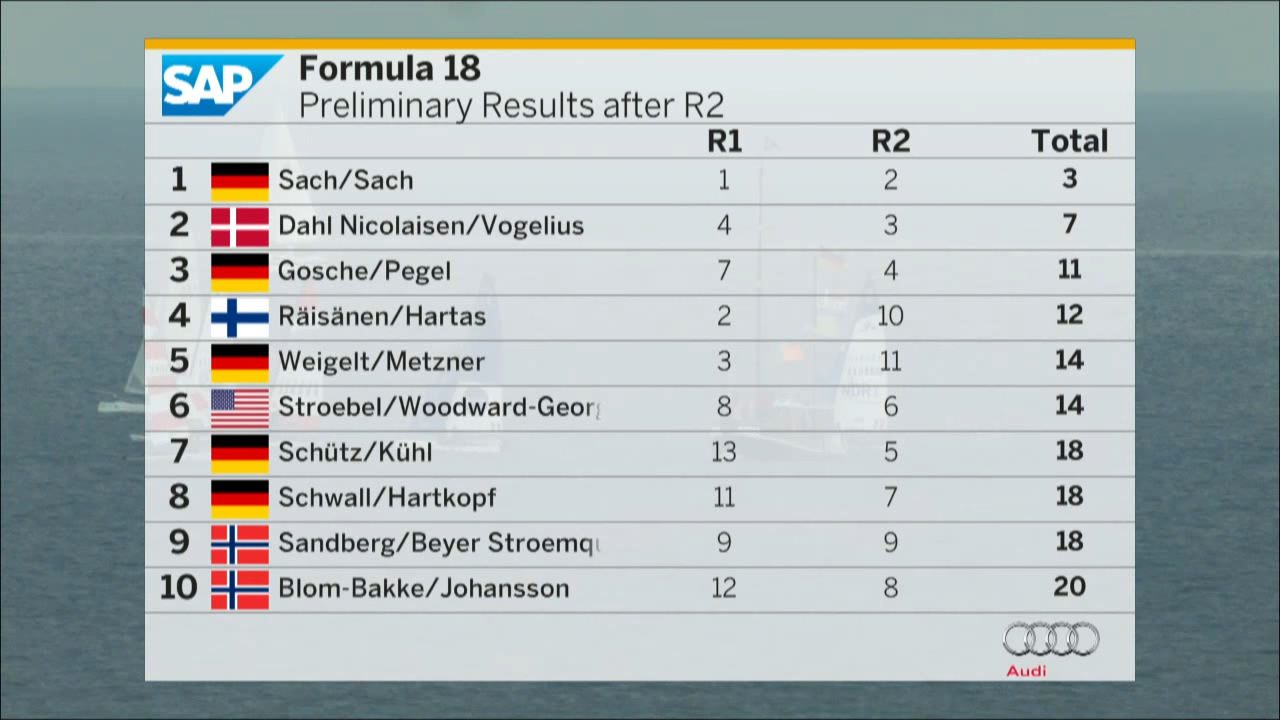 SAP
Formula 18
Preliminary Results after R2
R1 R2 Total
1 Sach/Sach 1 2 3
2 Dahl Nicolaisen/Vogelius 4 3 7
3 Gosche/Pegel 7 4 11
4 Räisänen/Hartas 2 10 12
5 Weigelt/Metzner 3 11 14
6 Stroebel/Woodward-Geor 8 6 14
7 Schütz/Kühl 13 5 18
8 Schwall/Hartkopf 11 7 18
9 Sandberg/Beyer Stroemq 9 9 18
10 Blom-Bakke/Johansson 12 8 20
Audi